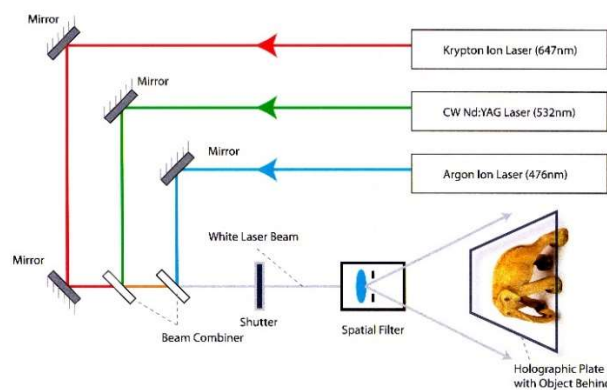 Mirror
Krypton Ion Laser (647nm)
Mirror
CW Nd:YAG Laser (532nm)
Mirror
Argon Ion Laser (476nm)
White Laser Beam
Mirror
Beam Combiner
Shutter
Spatial Filter
Holographic Plate
with Object Behind